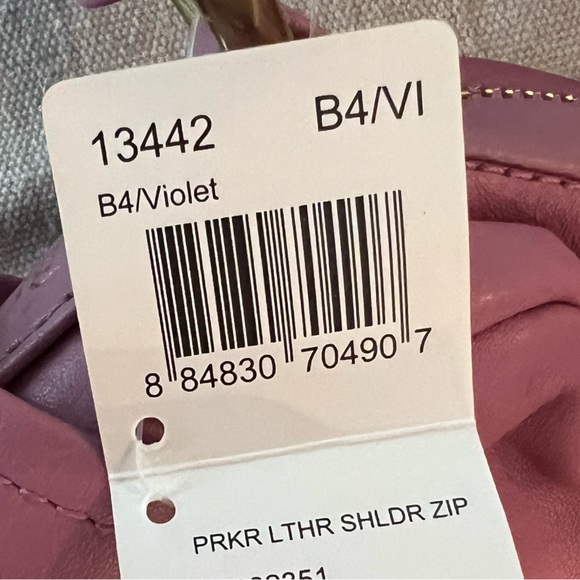 13442 B4/VI
B4/Violet
8 84830 70490 7
PRKR LTHR SHLDR ZIP